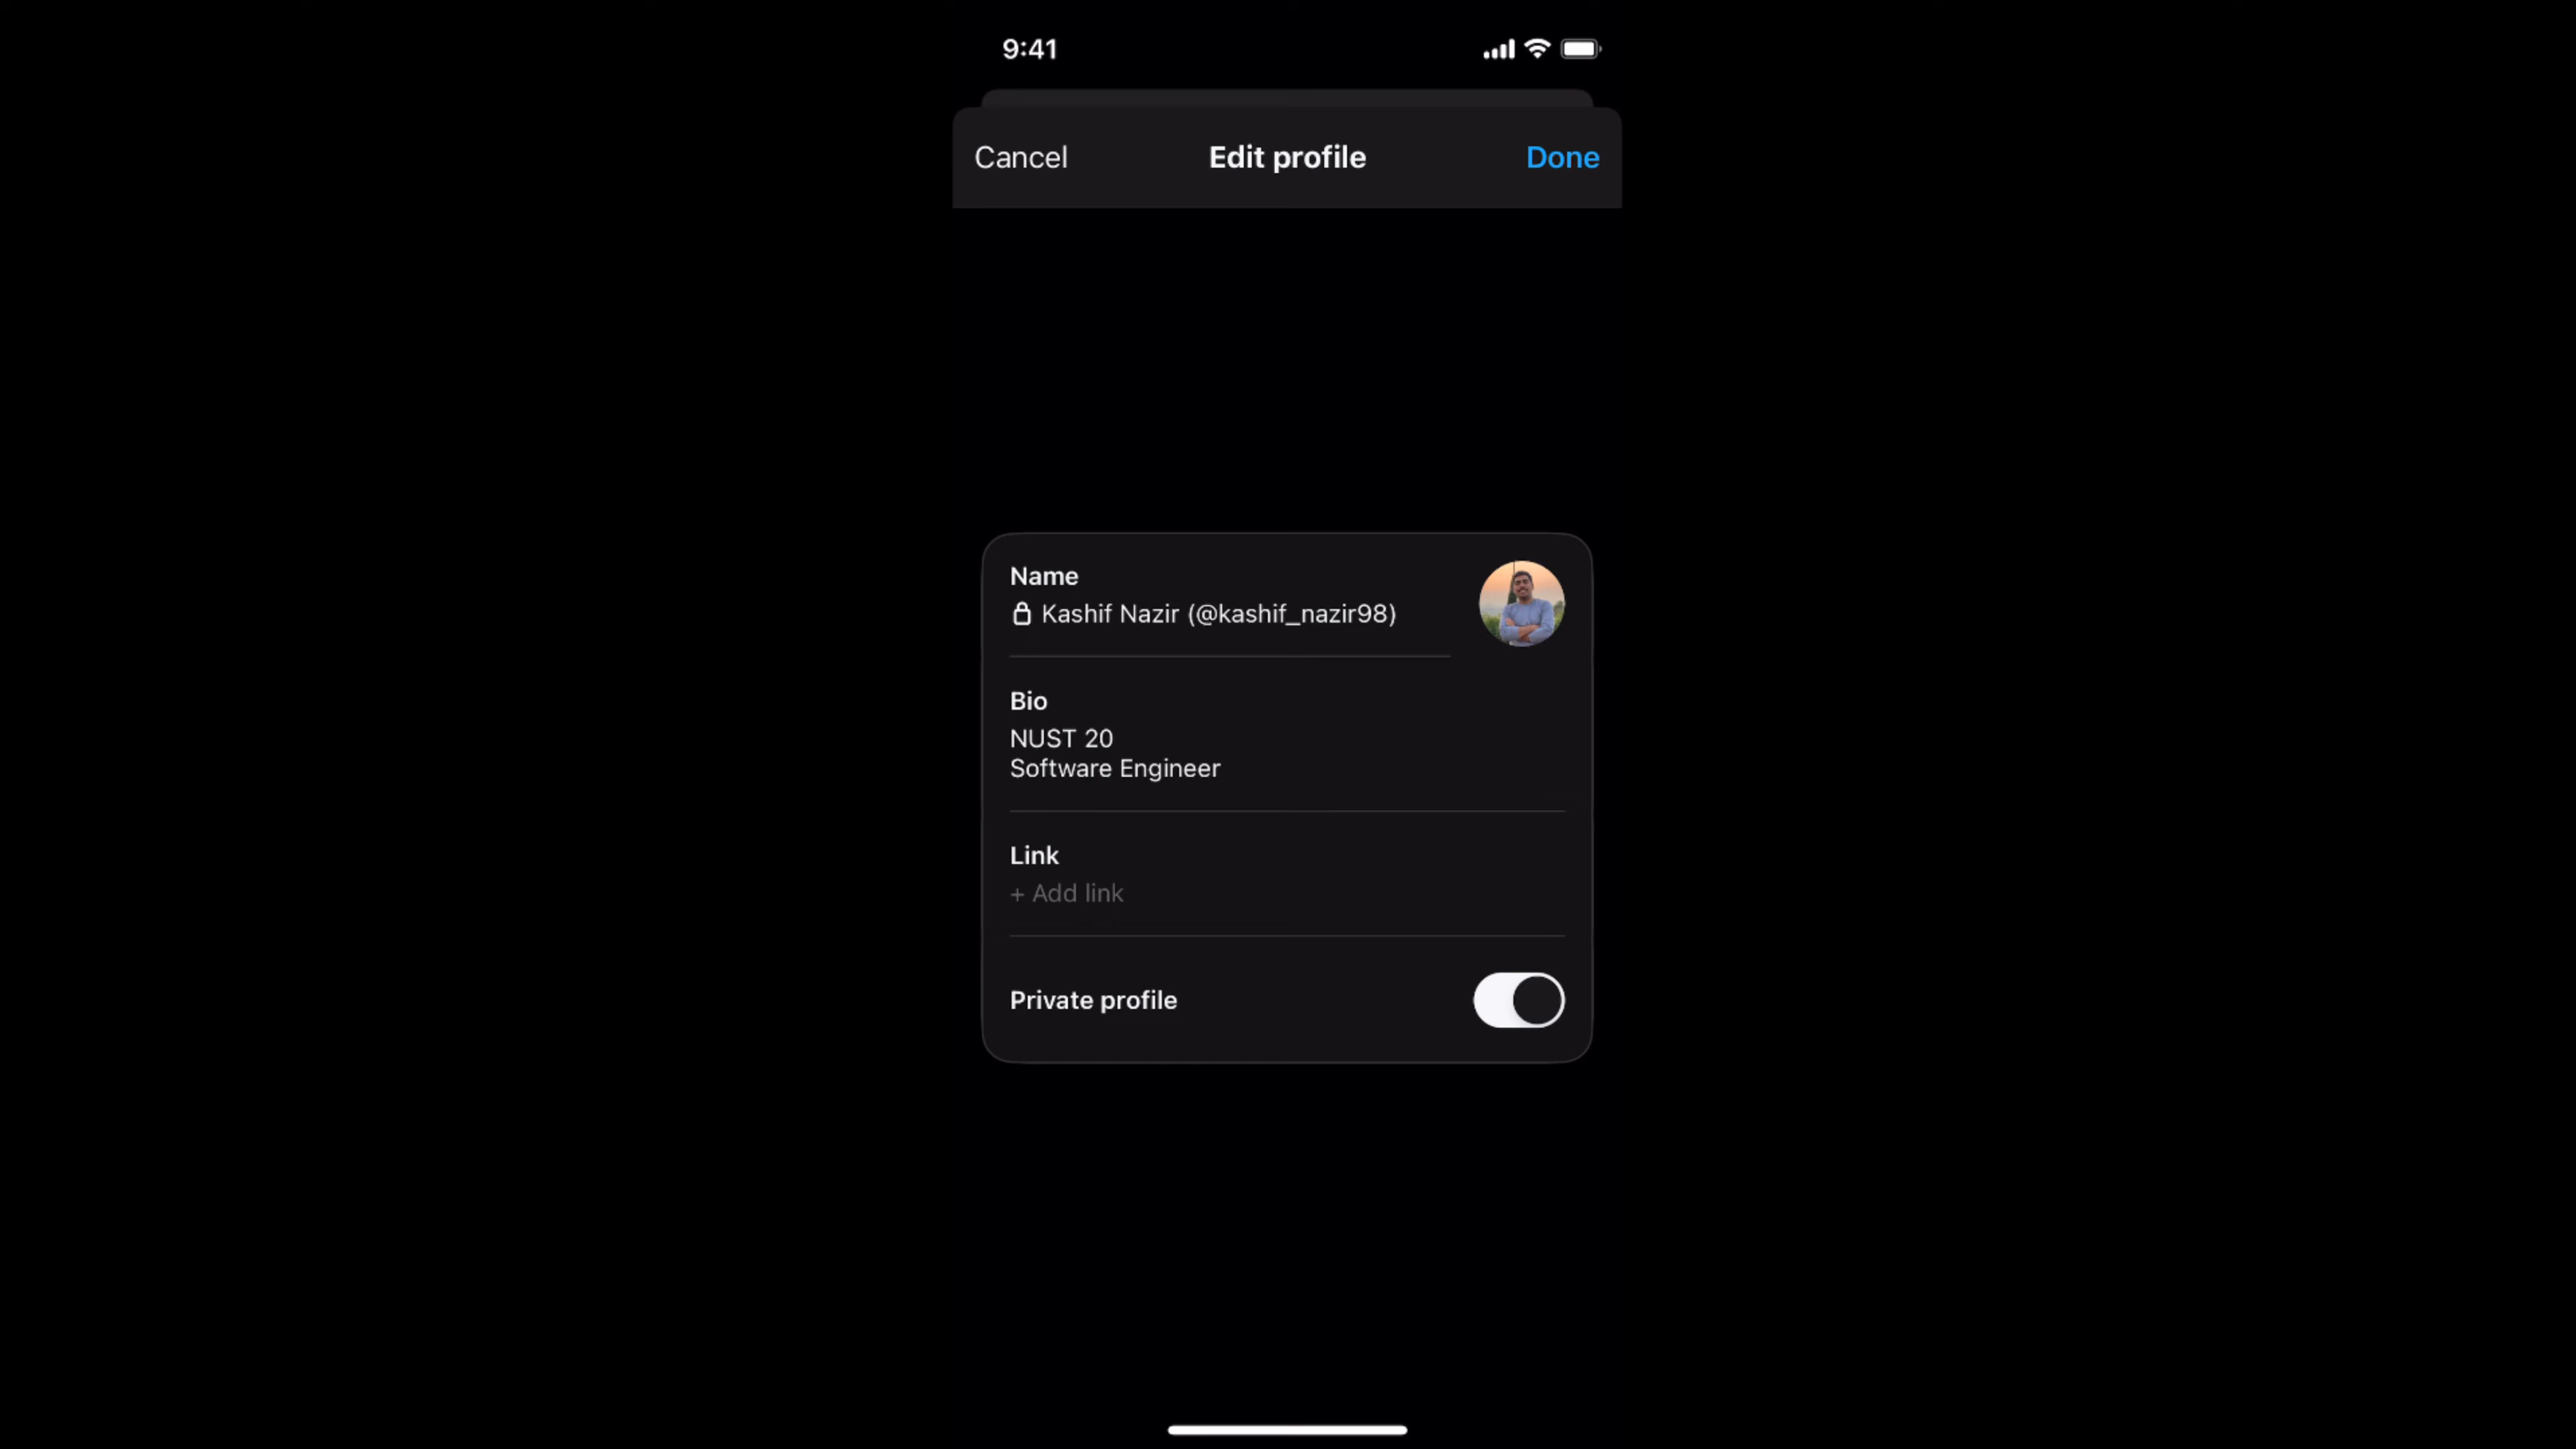 9:41
Cancel Edit profile Done
Name
Kashif Nazir (@kashif_nazir98)
Bio
NUST 20
Software Engineer
Link
+ Add link
Private profile